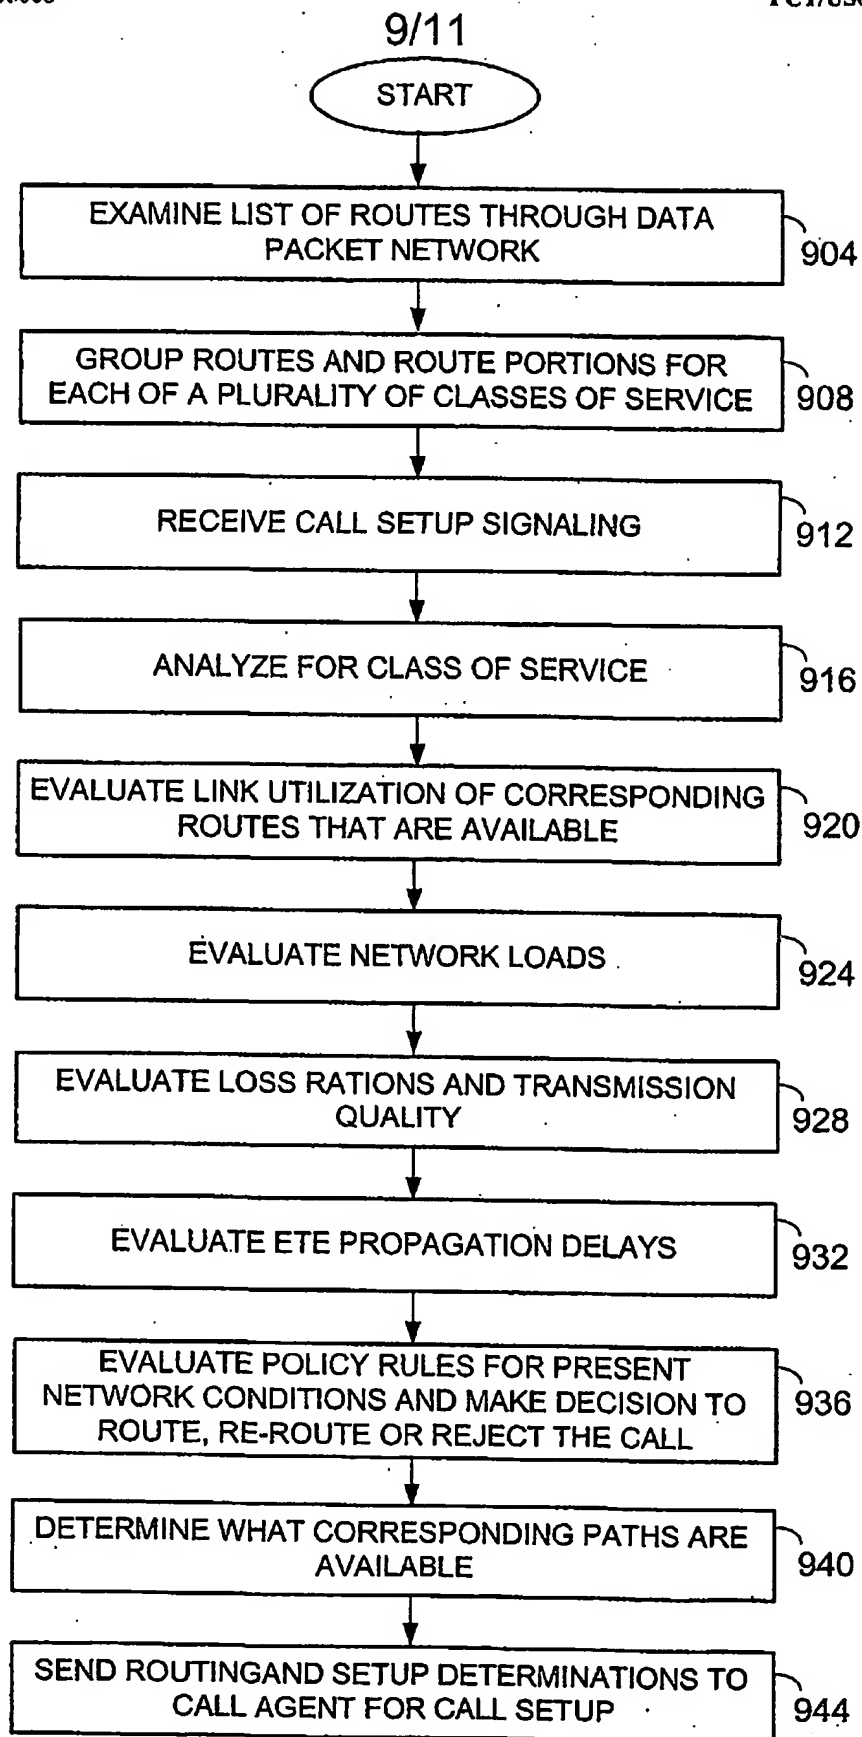 9/11
START
EXAMINE LIST OF ROUTES THROUGH DATA
PACKET NETWORK
904
GROUP ROUTES AND ROUTE PORTIONS FOR
EACH OF A PLURALITY OF CLASSES OF SERVICE
908
RECEIVE CALL SETUP SIGNALING
912
ANALYZE FOR CLASS OF SERVICE
916
EVALUATE LINK UTILIZATION OF CORRESPONDING
ROUTES THAT ARE AVAILABLE
920
EVALUATE NETWORK LOADS
924
EVALUATE LOSS RATIONS AND TRANSMISSION
QUALITY
928
EVALUATE ETE PROPAGATION DELAYS
932
EVALUATE POLICY RULES FOR PRESENT
NETWORK CONDITIONS AND MAKE DECISION TO
ROUTE, RE-ROUTE OR REJECT THE CALL
936
DETERMINE WHAT CORRESPONDING PATHS ARE
AVAILABLE
940
SEND ROUTINGAND SETUP DETERMINATIONS TO
CALL AGENT FOR CALL SETUP
944